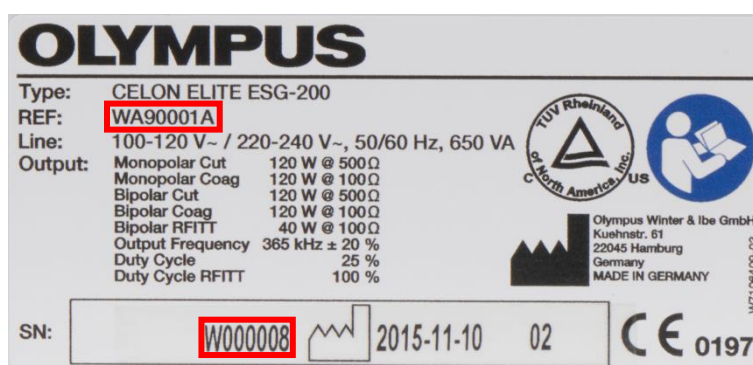 OLYMPUS
Type: CELON ELITE ESG-200
REF: WA90001A
Line: 100-120 V~ / 220-240 V~, 50/60 Hz, 650 VA
Output: Monopolar Cut 120 W @ 500Ω
Monopolar Coag 120 W @ 100Ω
Bipolar Cut 120 W @ 500Ω
Bipolar Coag 120 W @ 100Ω
Bipolar RFITT 40 W @ 100Ω
Output Frequency 365 kHz ± 20 %
Duty Cycle 25 %
Duty Cycle RFITT 100 %
TÜV Rheinland
of North America, Inc.
C US
Olympus Winter & Ibe GmbH
Kuehnstr. 61
22045 Hamburg
Germany
MADE IN GERMANY
SN: W000008 2015-11-10 02
CE 0197